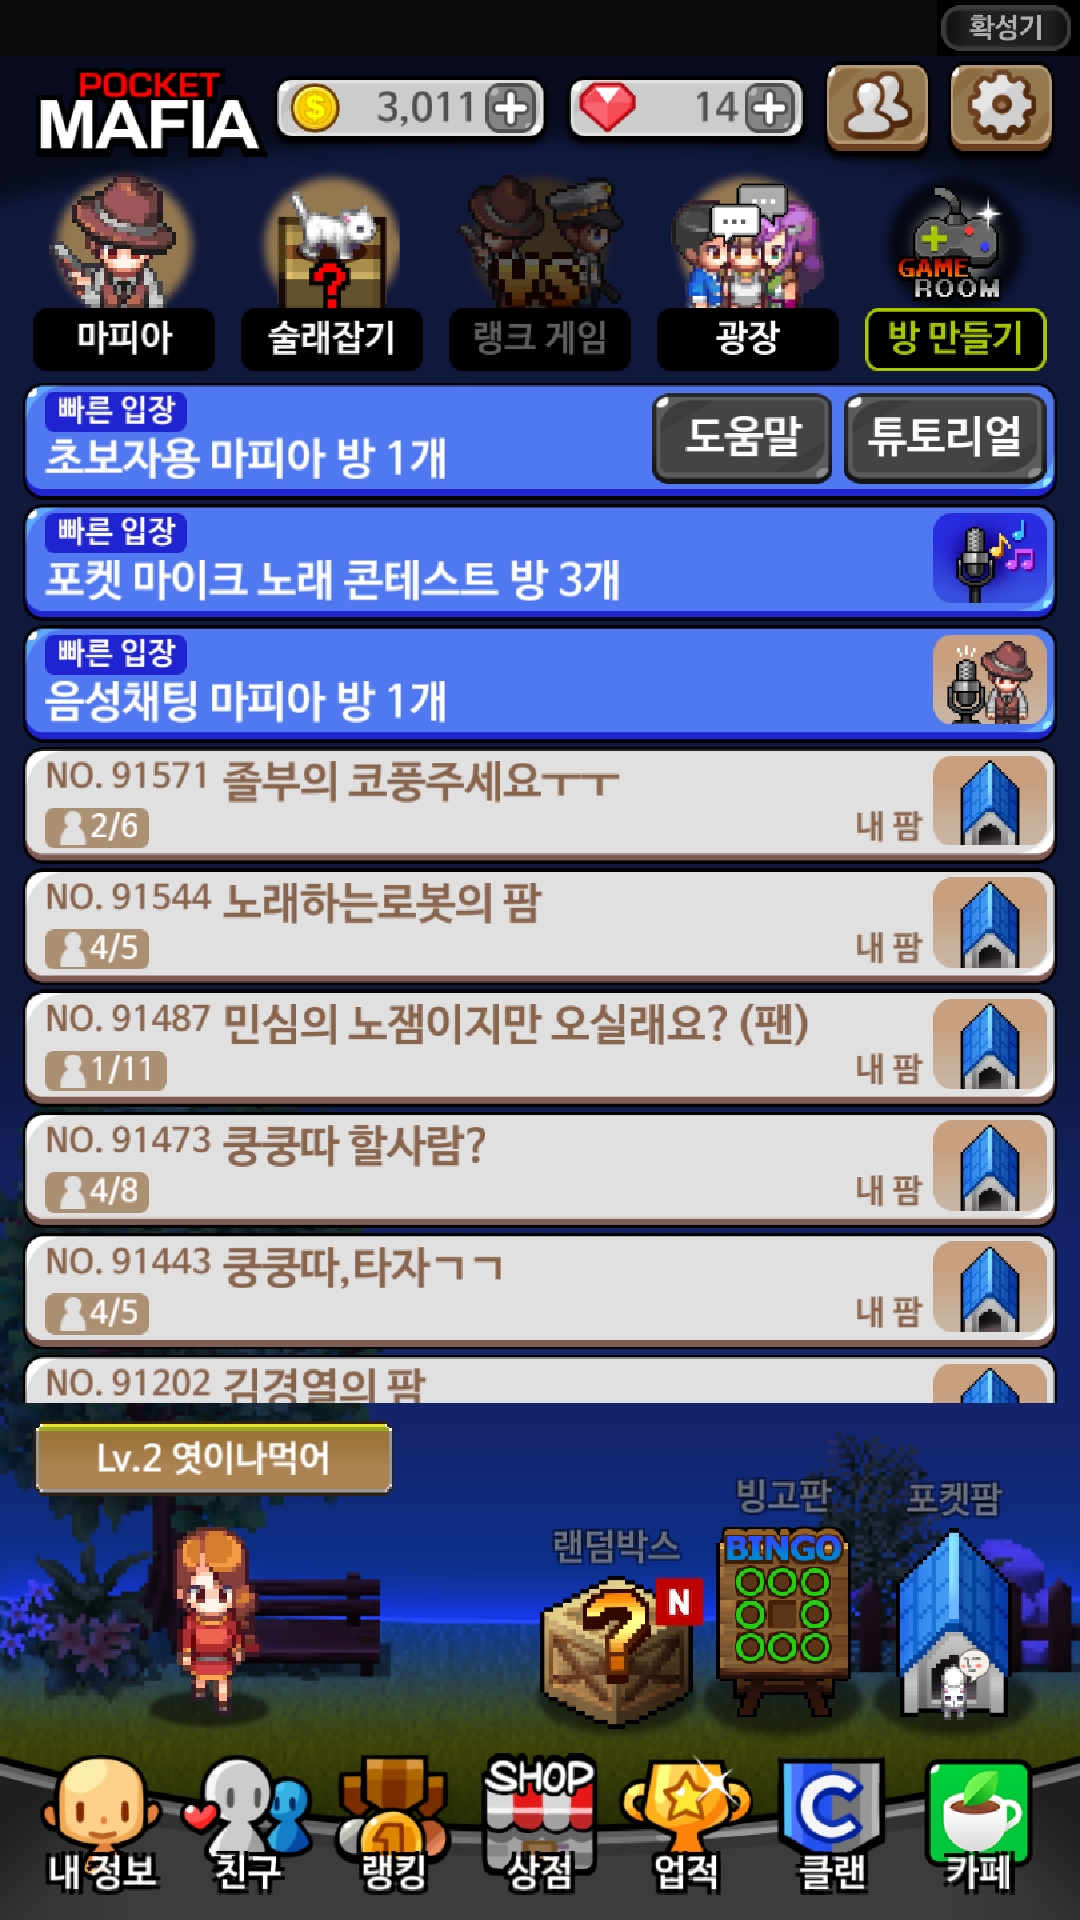 확성기
POCKET
MAFIA
3,011
14
마피아
술래잡기
VS
랭크 게임
광장
GAME
ROOM
방 만들기
빠른 입장
초보자용 마피아 방 1개
도움말
튜토리얼
빠른 입장
포켓 마이크 노래 콘테스트 방 3개
빠른 입장
음성채팅 마피아 방 1개
NO. 91571 졸부의 코풍주세요ㅜㅜ
2/6
내 팜
NO. 91544 노래하는로봇의 팜
4/5
내 팜
NO. 91487 민심의 노잼이지만 오실래요? (팬)
1/11
내 팜
NO. 91473 쿵쿵따 할사람?
4/8
내 팜
NO. 91443 쿵쿵따,타자ㄱㄱ
4/5
내 팜
NO. 91202 김경열의 팜
Lv.2 엿이나먹어
랜덤박스
N
빙고판
BINGO
포켓팜
내 정보
친구
1
랭킹
SHOP
상점
업적
C
클랜
카페